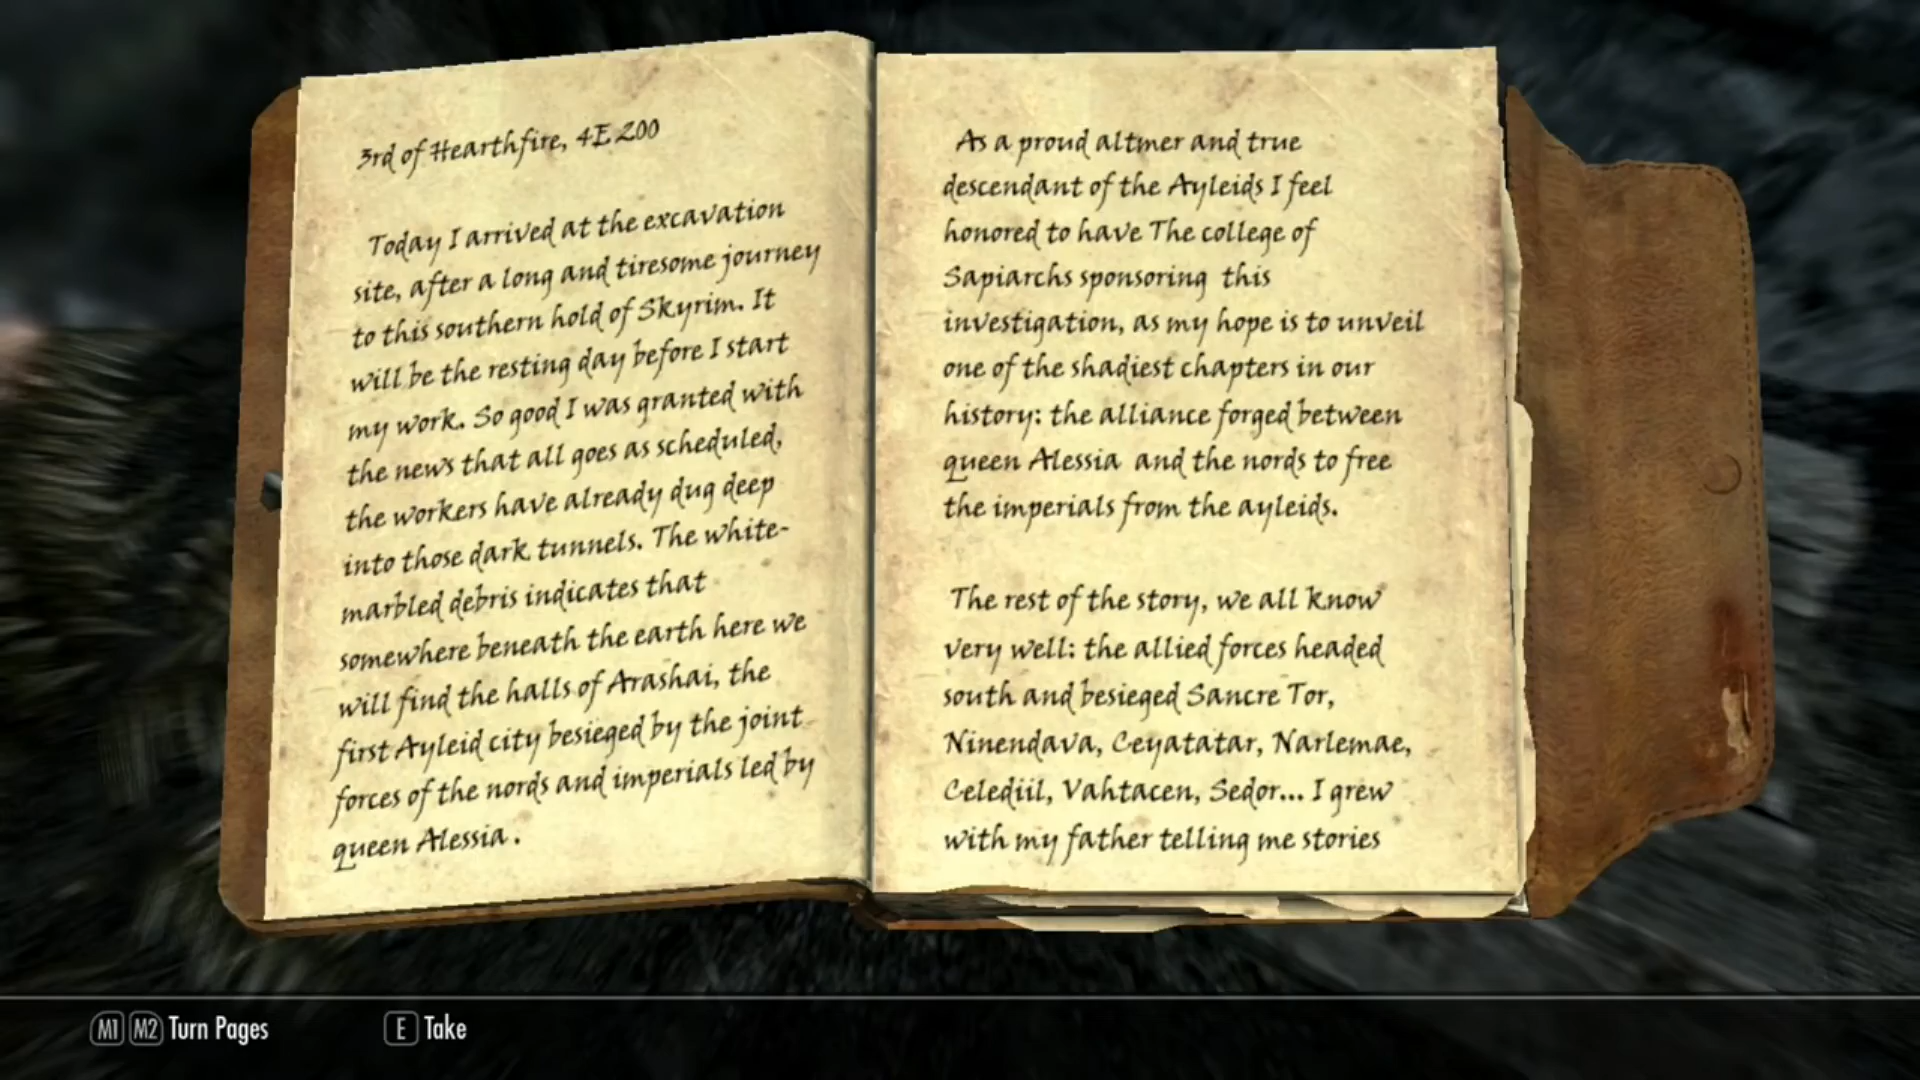 3rd of Hearthfire, 4E 200
Today I arrived at the excavation
site, after a long and tiresome journey
to this southern hold of Skyrim. It
will be the resting day before I start
my work. So good I was granted with
the news that all goes as scheduled,
the workers have already dug deep
into those dark tunnels. The white-
marbled debris indicates that
somewhere beneath the earth here we
will find the halls of Arashai, the
first Ayleid city besieged by the joint
forces of the nords and imperials led by
queen Alessia.
As a proud altmer and true
descendant of the Ayleids I feel
honored to have The college of
Sapiarchs sponsoring this
investigation, as my hope is to unveil
one of the shadiest chapters in our
history: the alliance forged between
queen Alessia and the nords to free
the imperials from the ayleids.
The rest of the story, we all know
very well: the allied forces headed
south and besieged Sancre Tor,
Ninendava, Ceyatatar, Narlemae,
Celediil, Vahtacen, Sedor... I grew
with my father telling me stories
M1 M2 Turn Pages
E Take